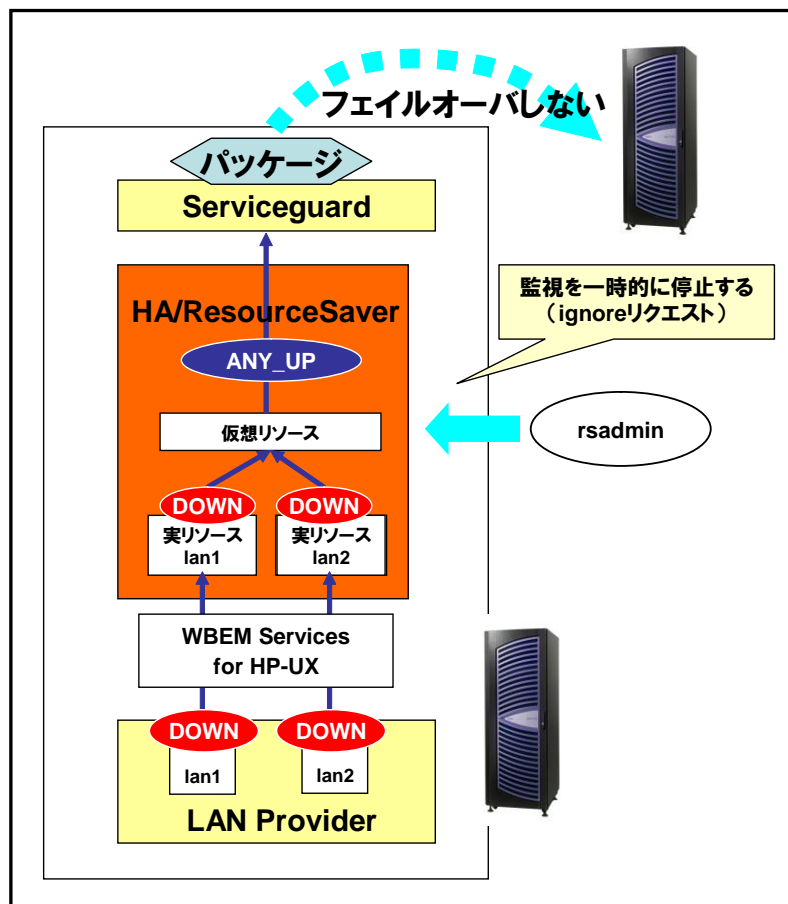 フェイルオーバしない
パッケージ
Serviceguard
HA/ResourceSaver
監視を一時的に停止する
(ignoreリクエスト)
ANY_UP
仮想リソース
rsadmin
DOWN
DOWN
実リソース
lan1
実リソース
lan2
WBEM Services
for HP-UX
DOWN
DOWN
lan1
lan2
LAN Provider